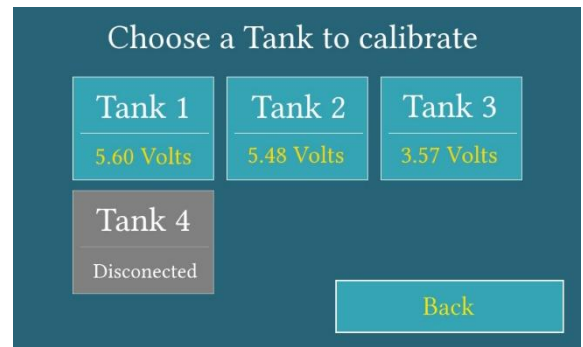 Choose a Tank to calibrate
Tank 1
5.60 Volts
Tank 2
5.48 Volts
Tank 3
3.57 Volts
Tank 4
Disconected
Back